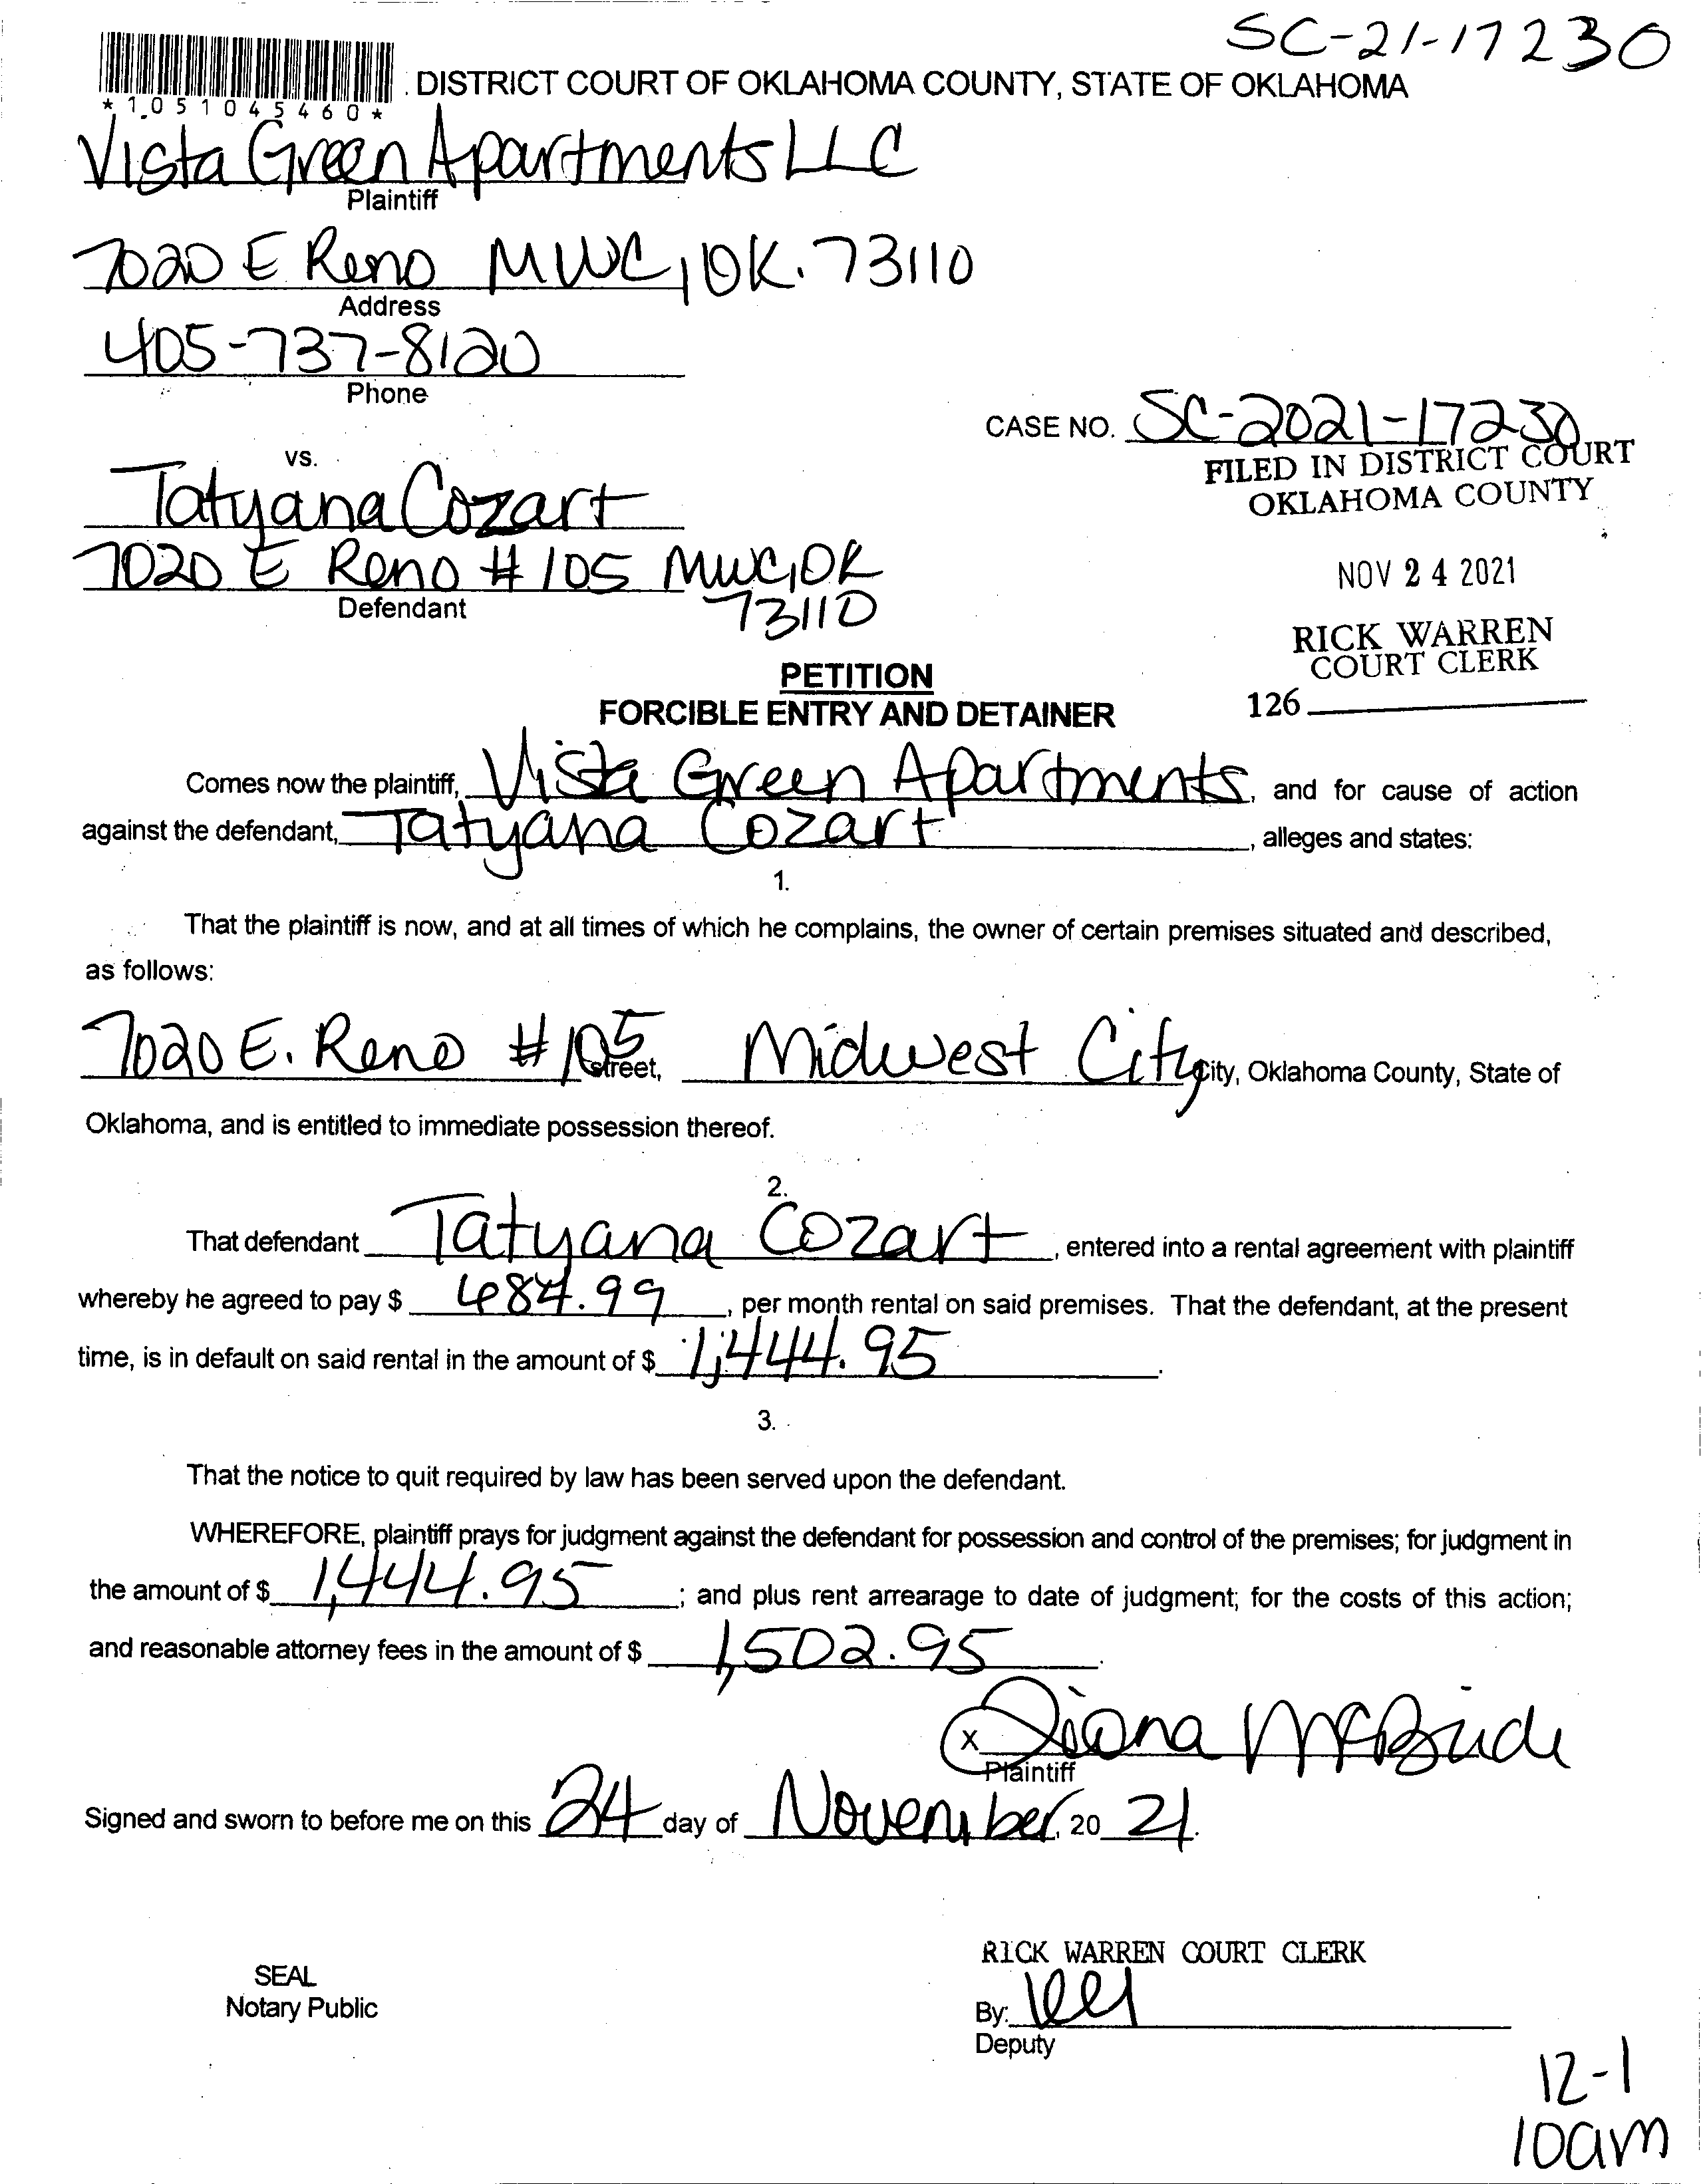 SC-21-17230
*1051045460*
DISTRICT COURT OF OKLAHOMA COUNTY, STATE OF OKLAHOMA
Vista Green Apartments LLC
Plaintiff
7020 E Reno MWC, OK. 73110
Address
405-737-8120
Phone
CASE NO. SC-2021-17230
vs.
FILED IN DISTRICT COURT
OKLAHOMA COUNTY
Tatyana Cozart
7020 E Reno #105 MWC, OK
73110
Defendant
NOV 24 2021
RICK WARREN
COURT CLERK
126
PETITION
FORCIBLE ENTRY AND DETAINER
Comes now the plaintiff, Vista Green Apartments, and for cause of action
against the defendant, Tatyana Cozart, alleges and states:
1.
That the plaintiff is now, and at all times of which he complains, the owner of certain premises situated and described,
as follows:
7020 E. Reno #105 street, Midwest City City, Oklahoma County, State of
Oklahoma, and is entitled to immediate possession thereof.
2.
That defendant Tatyana Cozart, entered into a rental agreement with plaintiff
whereby he agreed to pay $ 684.99, per month rental on said premises. That the defendant, at the present
time, is in default on said rental in the amount of $ 1,444.95.
3.
That the notice to quit required by law has been served upon the defendant.
WHEREFORE, plaintiff prays for judgment against the defendant for possession and control of the premises; for judgment in
the amount of $ 1,444.95; and plus rent arrearage to date of judgment; for the costs of this action;
and reasonable attorney fees in the amount of $ 1,502.95.
X Diana McBride
Plaintiff
Signed and sworn to before me on this 24 day of November, 20 21.
RICK WARREN COURT CLERK
SEAL
Notary Public
By:
Deputy
12-1
10am